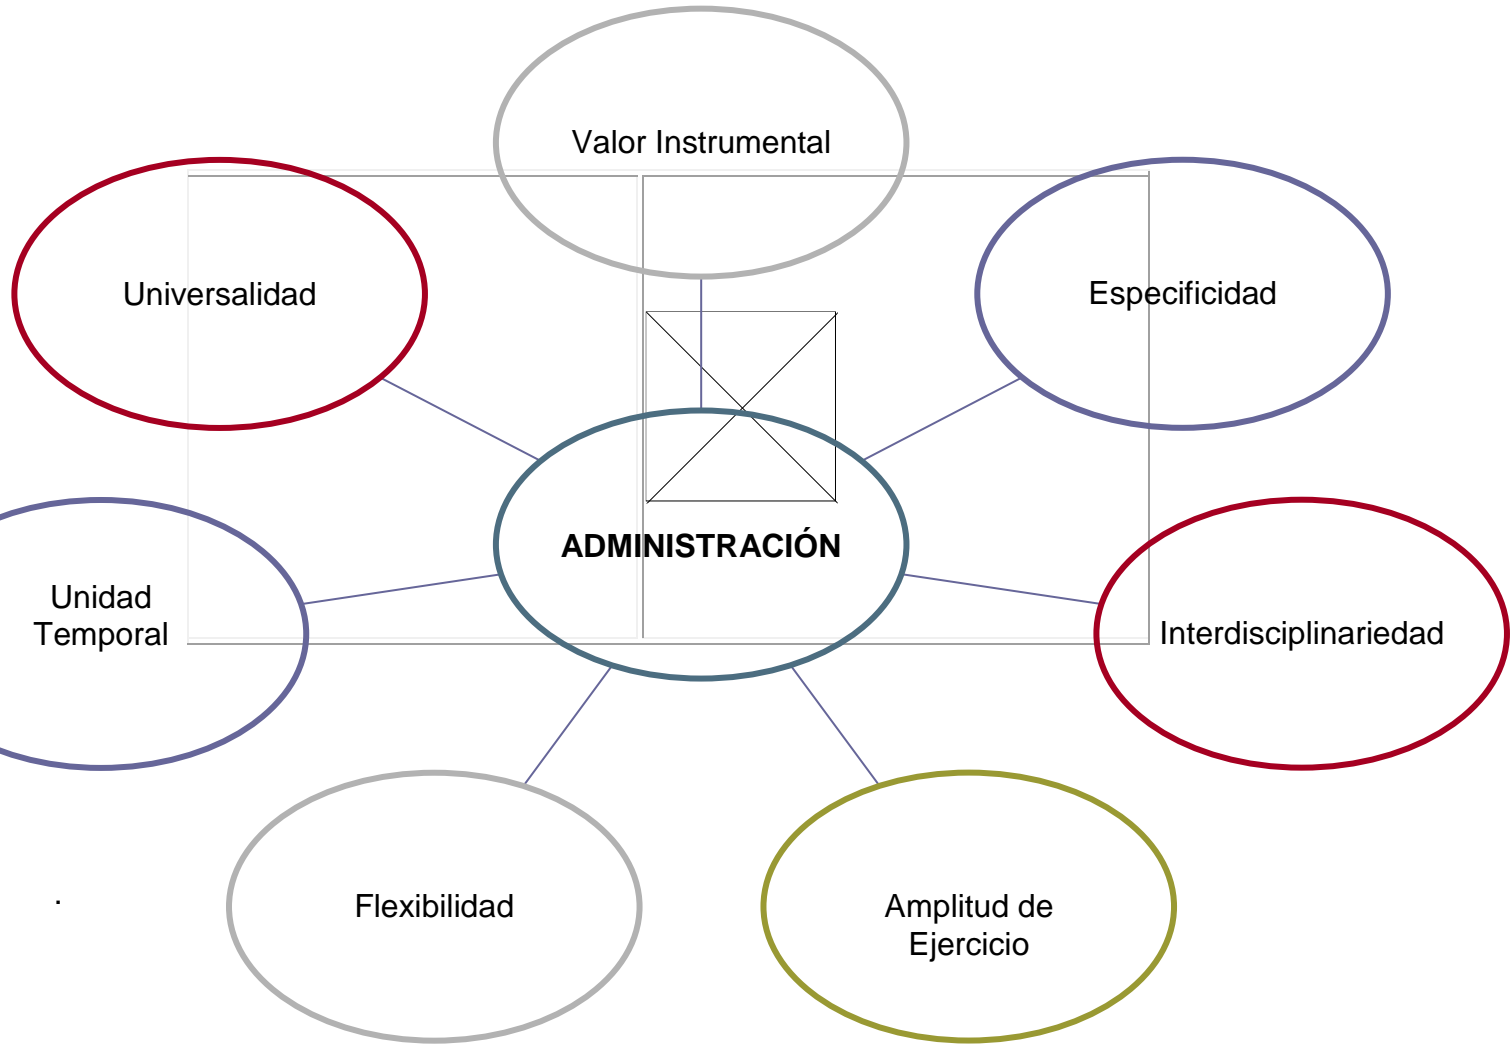 Valor Instrumental
Universalidad
Especificidad
ADMINISTRACIÓN
Unidad
Temporal
Interdisciplinariedad
Flexibilidad
Amplitud de
Ejercicio
.